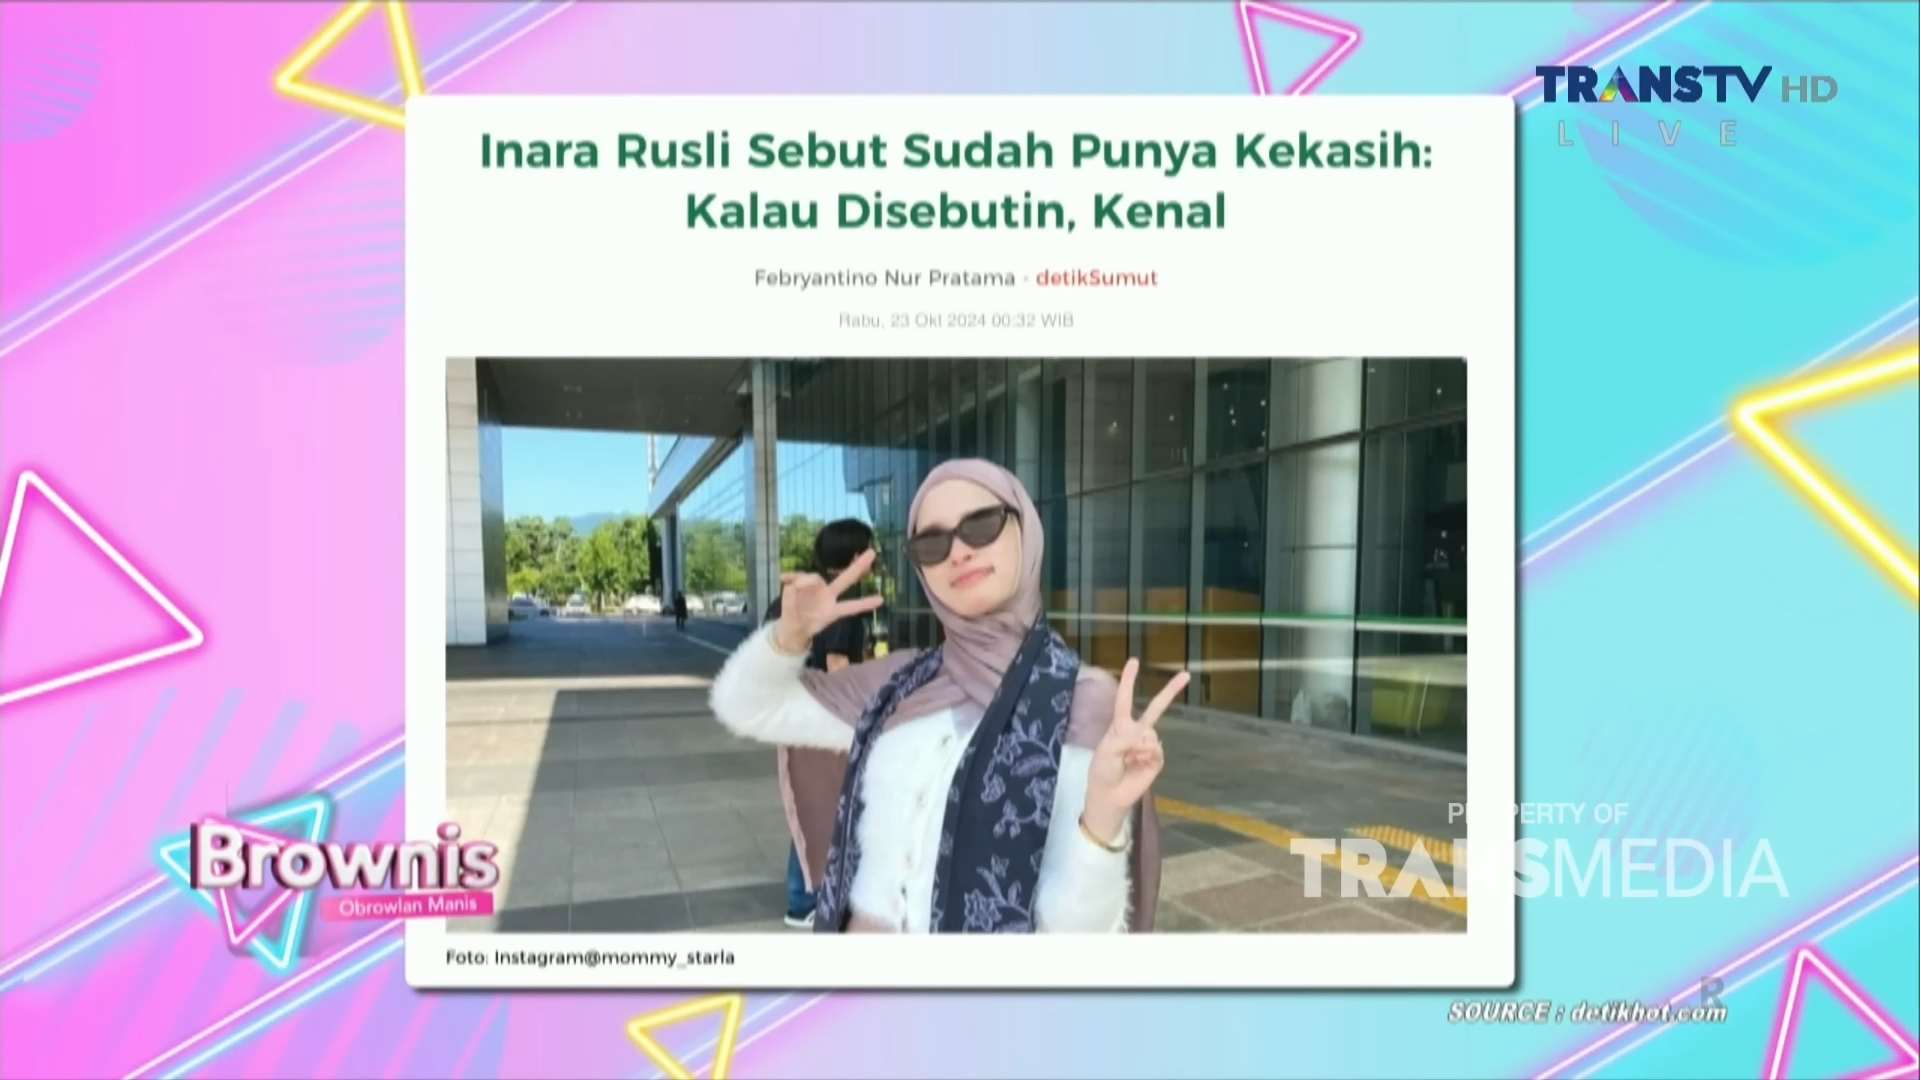 TRANSTV HD
LIVE
Inara Rusli Sebut Sudah Punya Kekasih:
Kalau Disebutin, Kenal
Febryantino Nur Pratama - detikSumut
Rabu, 23 Okt 2024 00:32 WIB
PROPERTY OF
TRANSMEDIA
Brownis
Obrowlan Manis
Foto: Instagram@mommy_starla
R
SOURCE : detikhot.com